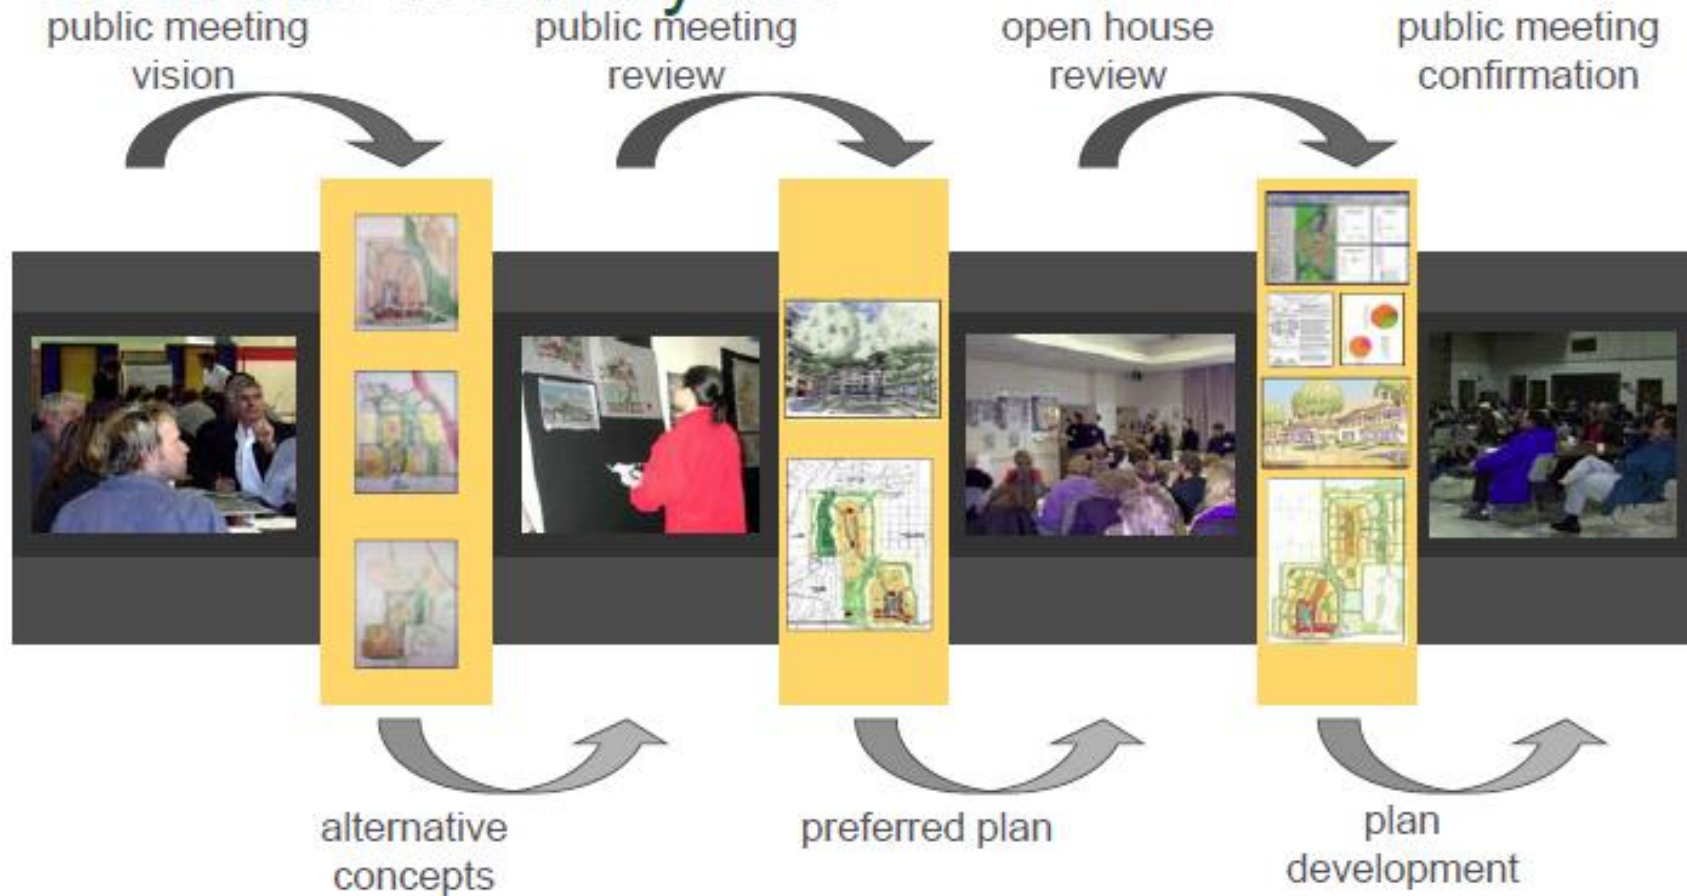 public meeting
vision
public meeting
review
open house
review
public meeting
confirmation
alternative
concepts
preferred plan
plan
development